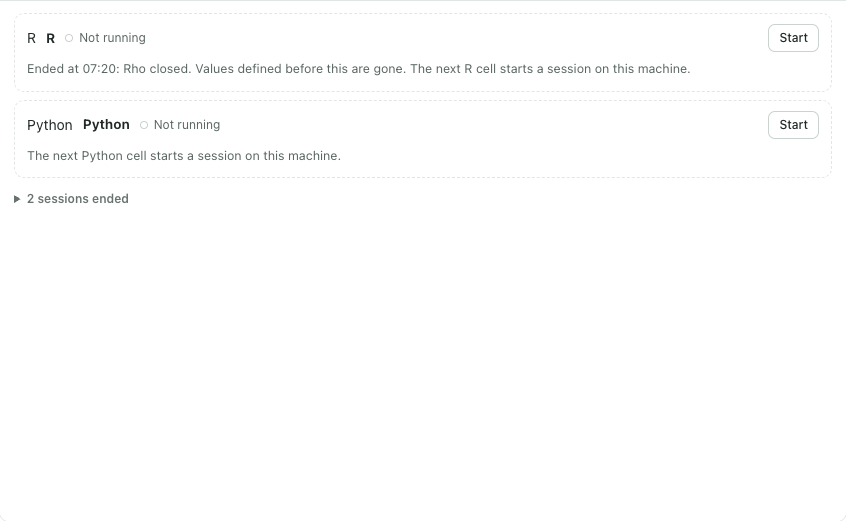 R R Not running Start
Ended at 07:20: Rho closed. Values defined before this are gone. The next R cell starts a session on this machine.
Python Python Not running Start
The next Python cell starts a session on this machine.
2 sessions ended